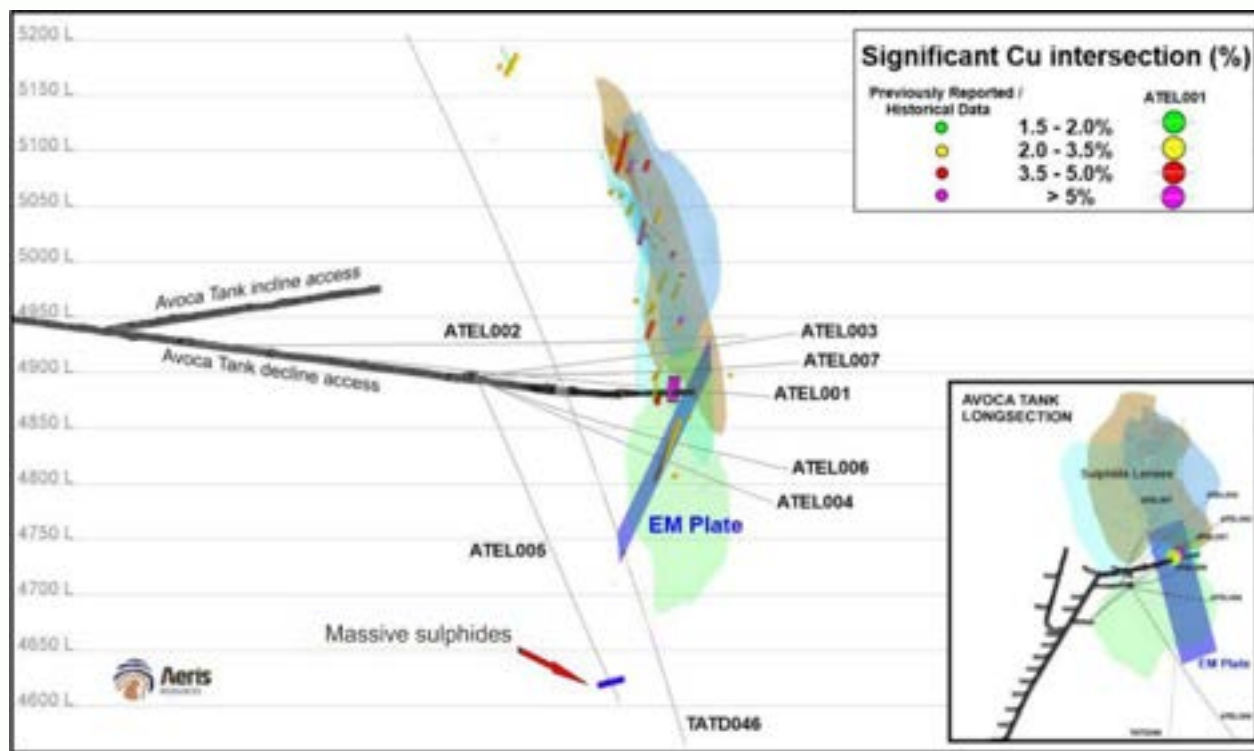 5200 L
5150 L
5100 L
5050 L
5000 L
4950 L
4900 L
4850 L
4800 L
4750 L
4700 L
4650 L
4600 L
Significant Cu intersection (%)
Previously Reported /
Historical Data
ATEL001
1.5 - 2.0%
2.0 - 3.5%
3.5 - 5.0%
> 5%
Avoca Tank incline access
Avoca Tank decline access
ATEL002
ATEL003
ATEL007
ATEL001
ATEL006
ATEL004
EM Plate
ATEL005
Massive sulphides
TATD046
Aeris
RESOURCES
AVOCA TANK
LONGSECTION
Sulphide Lenses
EM Plate
TATD046